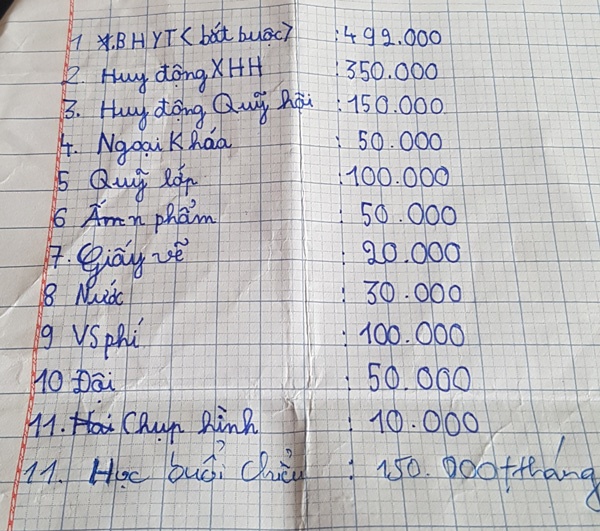 1 *.BHYT < bắt buộc> : 492.000
2. Huy động XHH : 350.000
3. Huy động Quỹ hội : 150.000
4. Ngoại Khóa : 50.000
5 Quỹ lớp : 100.000
6 Ấmn phẩm : 50.000
7. Giấy vẽ : 20.000
8 Nước : 30.000
9 VS phí : 100.000
10 Đội : 50.000
11. Chụp hình : 10.000
11. Học buổi chiều : 150.000 +tháng